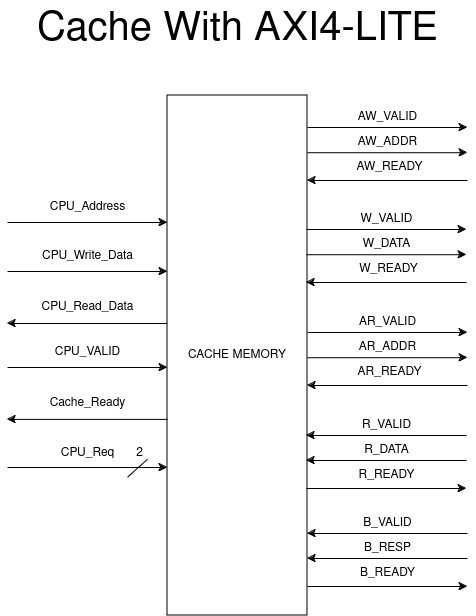 Cache With AXI4-LITE
CPU_Address
CPU_Write_Data
CPU_Read_Data
CPU_VALID
Cache_Ready
CPU_Req 2
CACHE MEMORY
AW_VALID
AW_ADDR
AW_READY
W_VALID
W_DATA
W_READY
AR_VALID
AR_ADDR
AR_READY
R_VALID
R_DATA
R_READY
B_VALID
B_RESP
B_READY